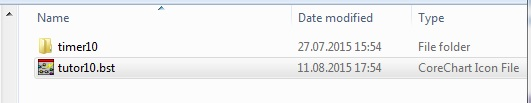 Name Date modified Type
timer10 27.07.2015 15:54 File folder
tutor10.bst 11.08.2015 17:54 CoreChart Icon File